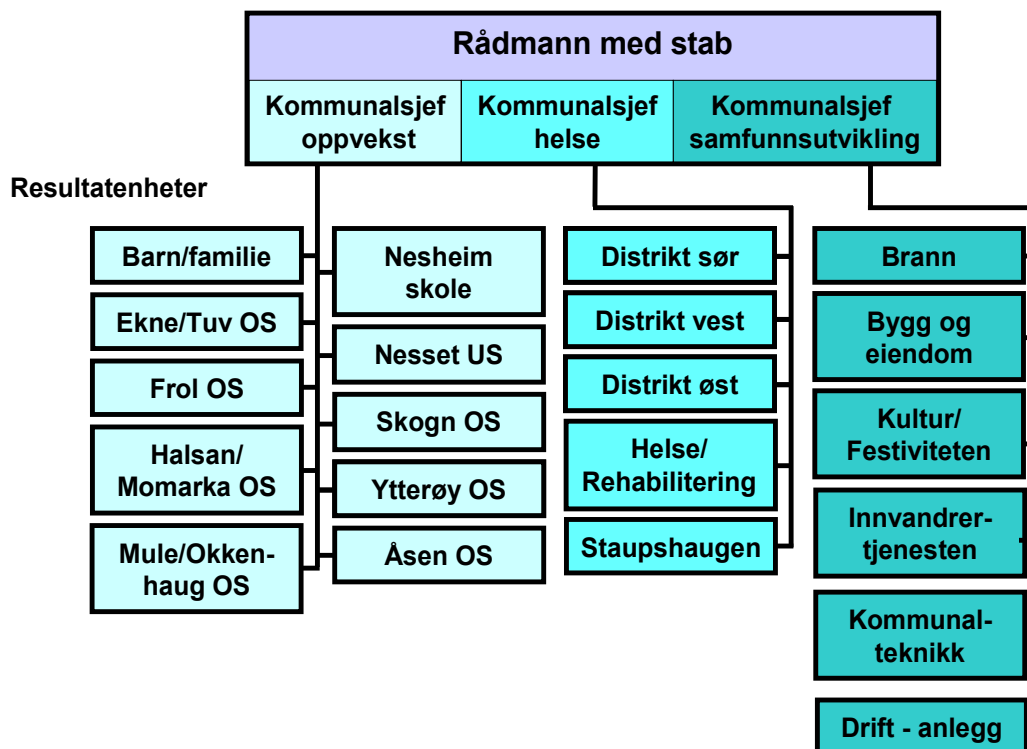 Rådmann med stab
Kommunalsjef
oppvekst
Kommunalsjef
helse
Kommunalsjef
samfunnsutvikling
Resultatenheter
Barn/familie
Ekne/Tuv OS
Frol OS
Halsan/
Momarka OS
Mule/Okken-
haug OS
Nesheim
skole
Nesset US
Skogn OS
Ytterøy OS
Åsen OS
Distrikt sør
Distrikt vest
Distrikt øst
Helse/
Rehabilitering
Staupshaugen
Brann
Bygg og
eiendom
Kultur/
Festiviteten
Innvandrer-
tjenesten
Kommunal-
teknikk
Drift - anlegg